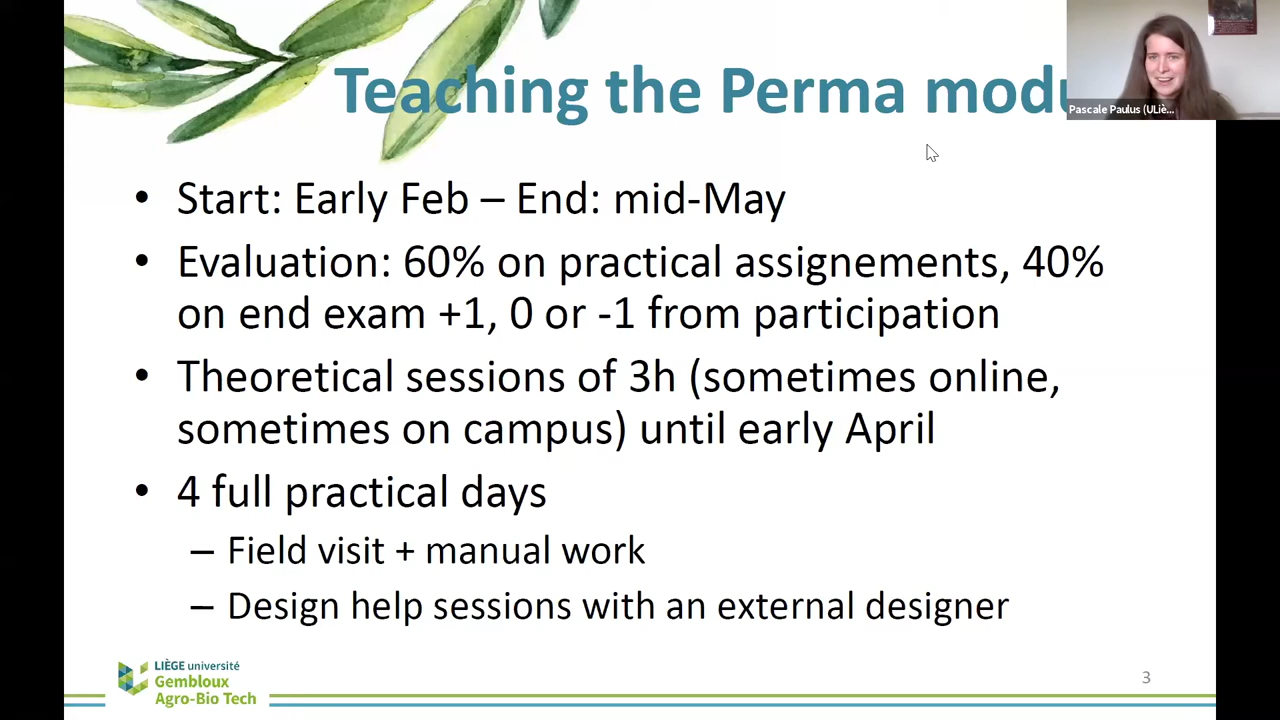 Teaching the Perma modu
Pascale Paulus (ULiè...
• Start: Early Feb – End: mid-May
• Evaluation: 60% on practical assignements, 40%
on end exam +1, 0 or -1 from participation
• Theoretical sessions of 3h (sometimes online,
sometimes on campus) until early April
• 4 full practical days
– Field visit + manual work
– Design help sessions with an external designer
LIÈGE université
Gembloux
Agro-Bio Tech
3